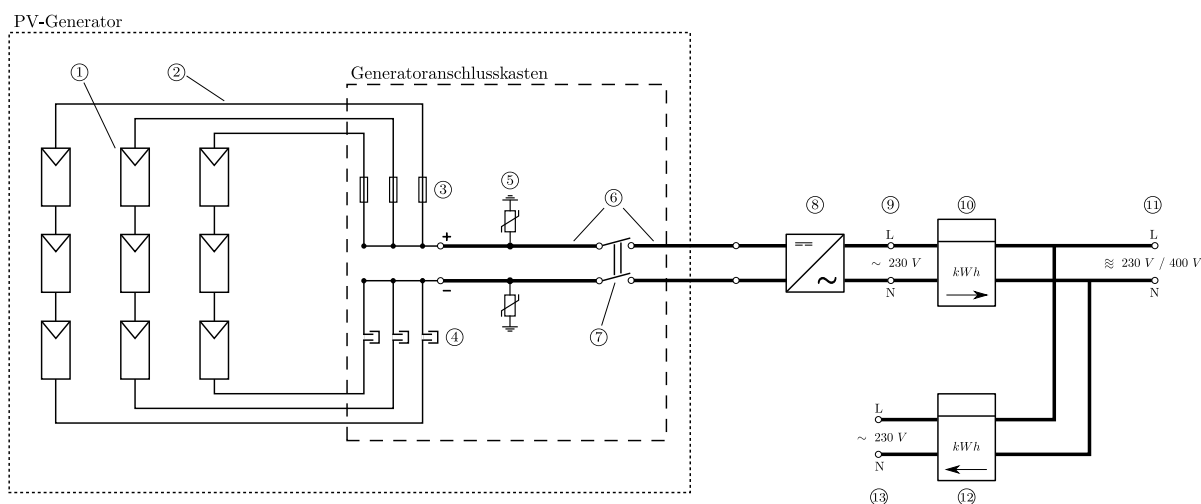 PV-Generator
① ②
Generatoranschlusskasten
③
⑤
⑥
⑧ ⑨ ⑩ ⑪
+
L
L
kWh
~ 230 V
≋ 230 V / 400 V
−
N
N
④
⑦
L
~ 230 V
kWh
N
⑬ ⑫